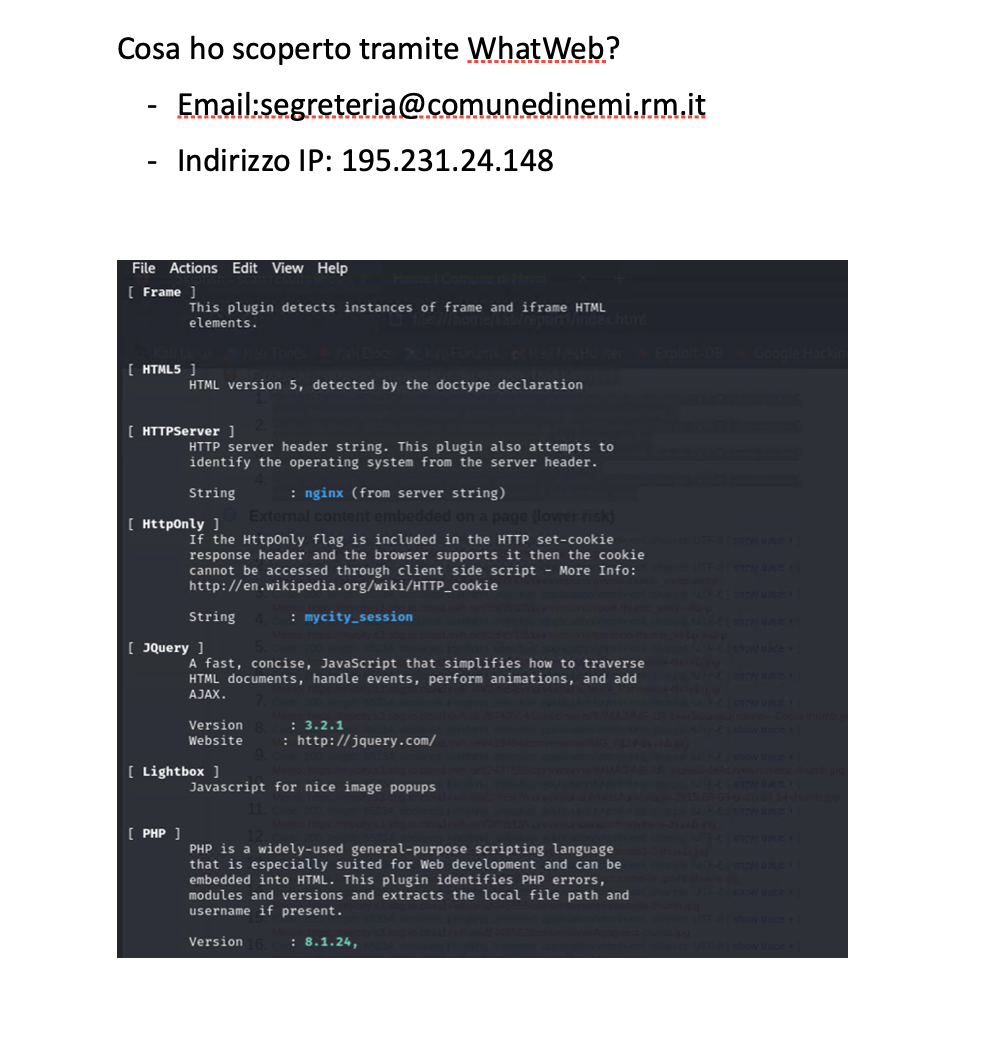 Cosa ho scoperto tramite WhatWeb?
- Email:segreteria@comunedinemi.rm.it
- Indirizzo IP: 195.231.24.148
File Actions Edit View Help
[ Frame ]
This plugin detects instances of frame and iframe HTML
elements.
[ HTML5 ]
HTML version 5, detected by the doctype declaration
[ HTTPServer ]
HTTP server header string. This plugin also attempts to
identify the operating system from the server header.
String : nginx (from server string)
External content embedded on a page (lower risk)
[ HttpOnly ]
If the HttpOnly flag is included in the HTTP set-cookie
response header and the browser supports it then the cookie
cannot be accessed through client side script - More Info:
http://en.wikipedia.org/wiki/HTTP_cookie
String : mycity_session
[ JQuery ]
A fast, concise, JavaScript that simplifies how to traverse
HTML documents, handle events, perform animations, and add
AJAX.
Version : 3.2.1
Website : http://jquery.com/
[ Lightbox ]
Javascript for nice image popups
[ PHP ]
PHP is a widely-used general-purpose scripting language
that is especially suited for Web development and can be
embedded into HTML. This plugin identifies PHP errors,
modules and versions and extracts the local file path and
username if present.
Version : 8.1.24,